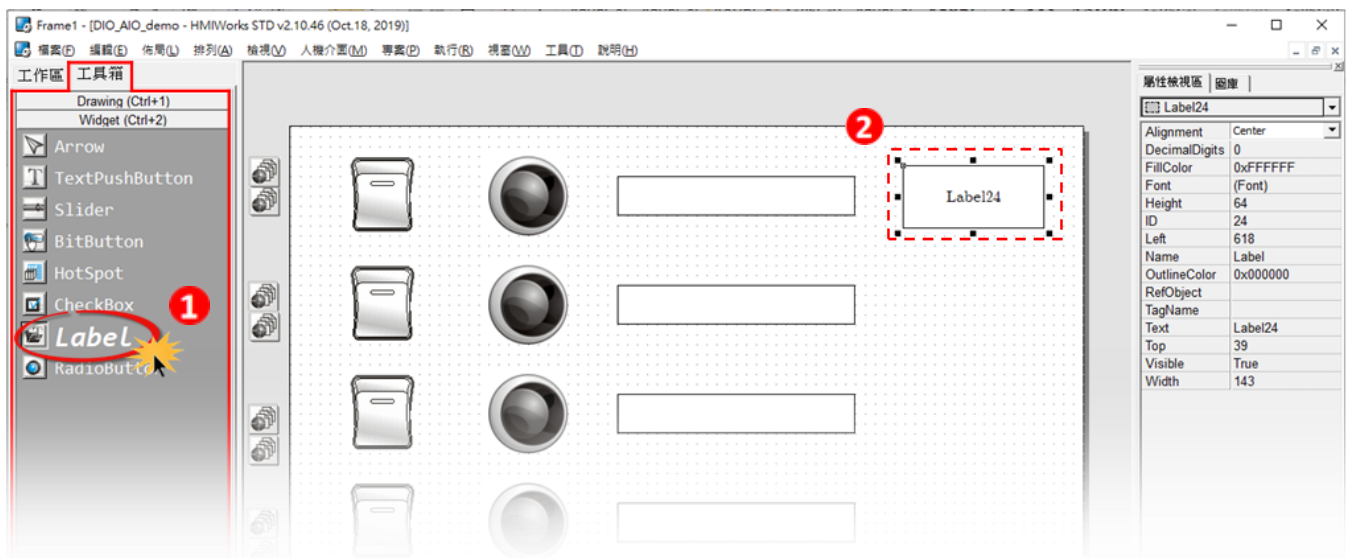 Frame1 - [DIO_AIO_demo - HMIWorks STD v2.10.46 (Oct.18, 2019)]
檔案(F) 編輯(E) 佈局(L) 排列(A) 檢視(V) 人機介面(M) 專案(P) 執行(R) 視窗(W) 工具(T) 說明(H)
工作區 工具箱
Drawing (Ctrl+1)
Widget (Ctrl+2)
Arrow
TextPushButton
Slider
BitButton
HotSpot
CheckBox
1
Label
RadioButto
2
Label24
屬性檢視區 圖庫
Label24
Alignment Center
DecimalDigits 0
FillColor 0xFFFFFF
Font (Font)
Height 64
ID 24
Left 618
Name Label
OutlineColor 0x000000
RefObject
TagName
Text Label24
Top 39
Visible True
Width 143